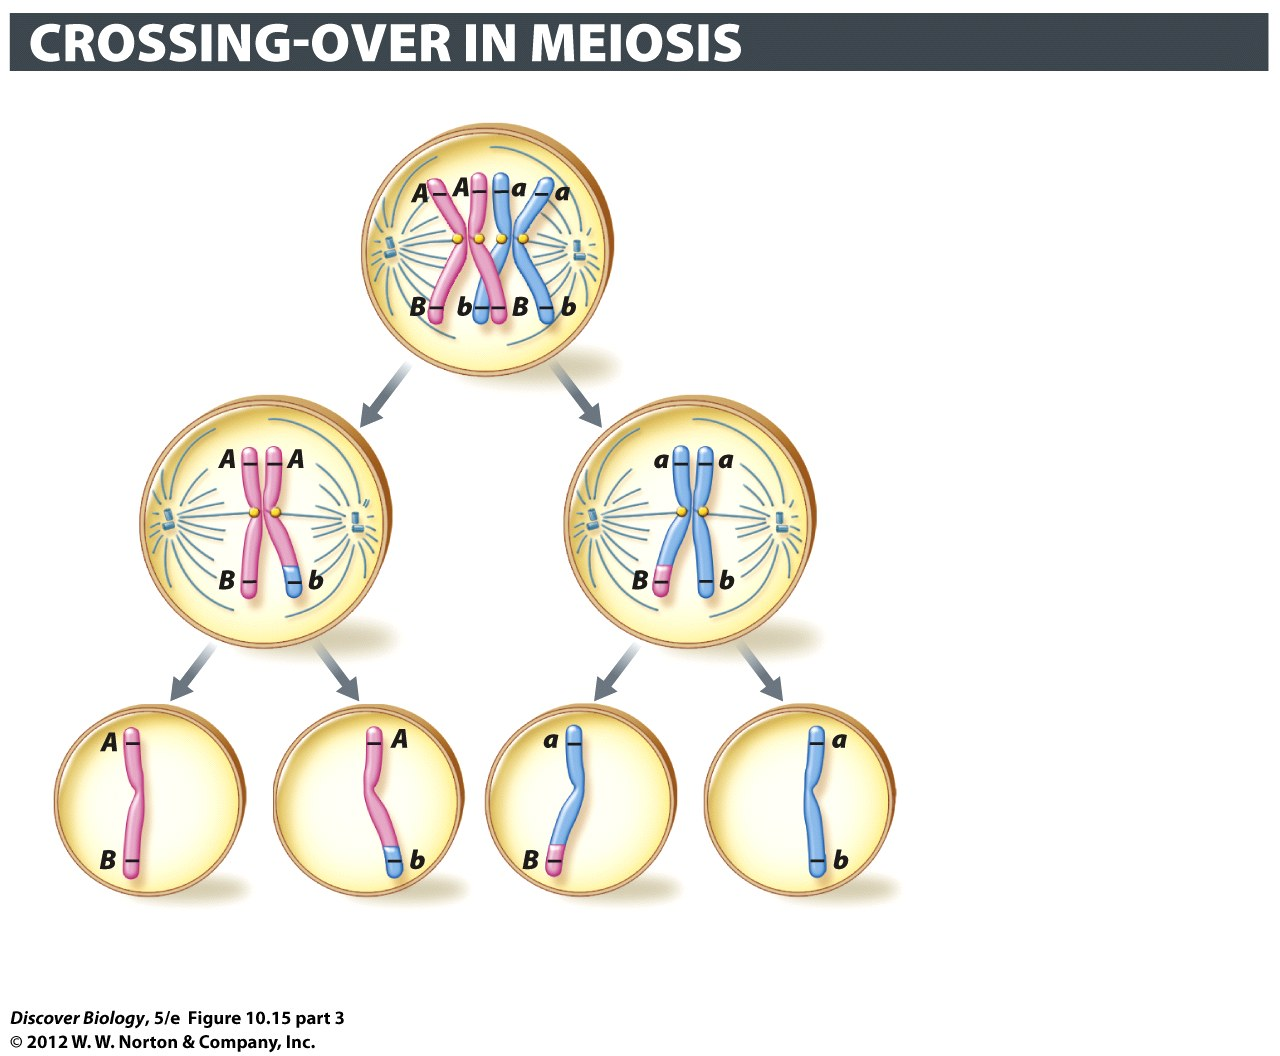 CROSSING-OVER IN MEIOSIS
A A a a
B b B b
A A
B b
a a
B b
A
B
A
b
a
B
a
b
Discover Biology, 5/e Figure 10.15 part 3
© 2012 W. W. Norton & Company, Inc.